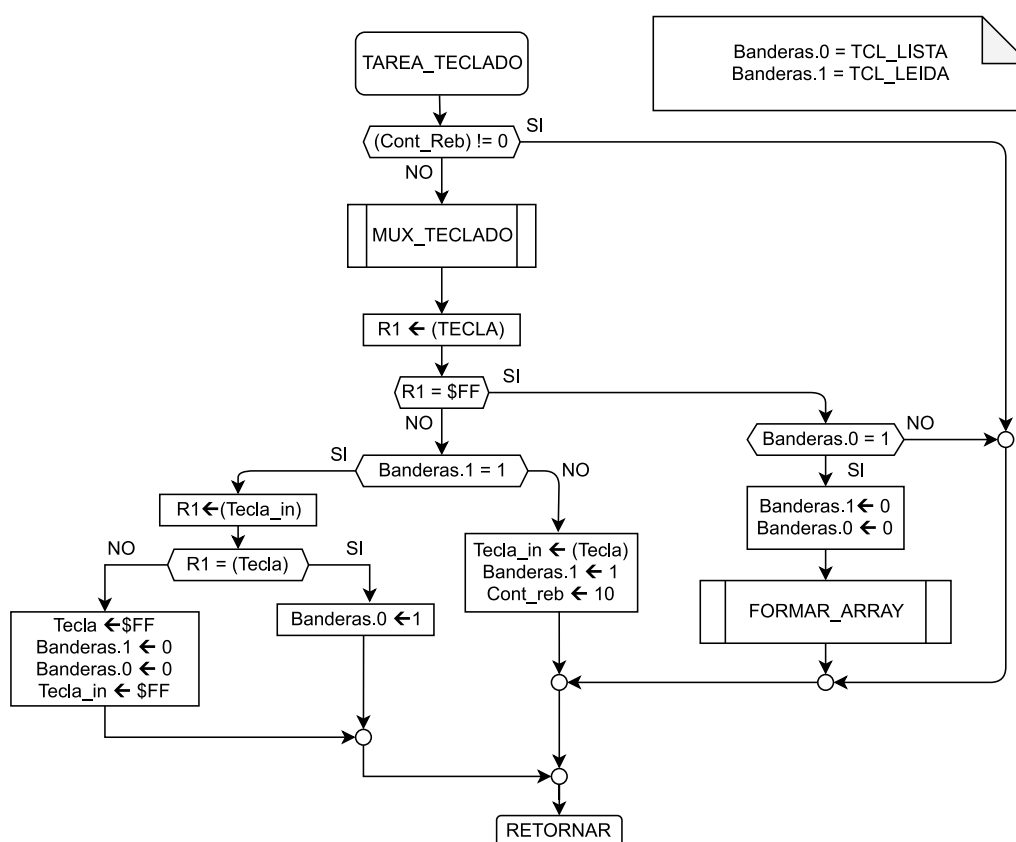 TAREA_TECLADO
Banderas.0 = TCL_LISTA
Banderas.1 = TCL_LEIDA
(Cont_Reb) != 0
SI
NO
MUX_TECLADO
R1 ← (TECLA)
R1 = $FF
SI
NO
Banderas.0 = 1
NO
SI
Banderas.1 = 1
SI
NO
R1←(Tecla_in)
Banderas.1← 0
Banderas.0 ← 0
R1 = (Tecla)
NO
SI
Tecla_in ← (Tecla)
Banderas.1 ← 1
Cont_reb ← 10
FORMAR_ARRAY
Tecla ←$FF
Banderas.1 ← 0
Banderas.0 ← 0
Tecla_in ← $FF
Banderas.0 ←1
RETORNAR